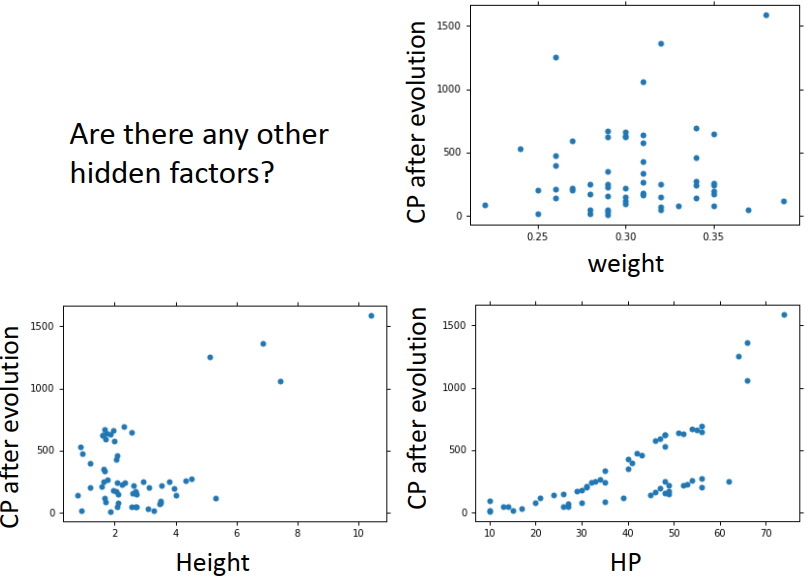 Are there any other
hidden factors?
CP after evolution
1500
1000
500
0
0.25 0.30 0.35
weight
CP after evolution
1500
1000
500
0
2 4 6 8 10
Height
CP after evolution
1500
1000
500
0
10 20 30 40 50 60 70
HP